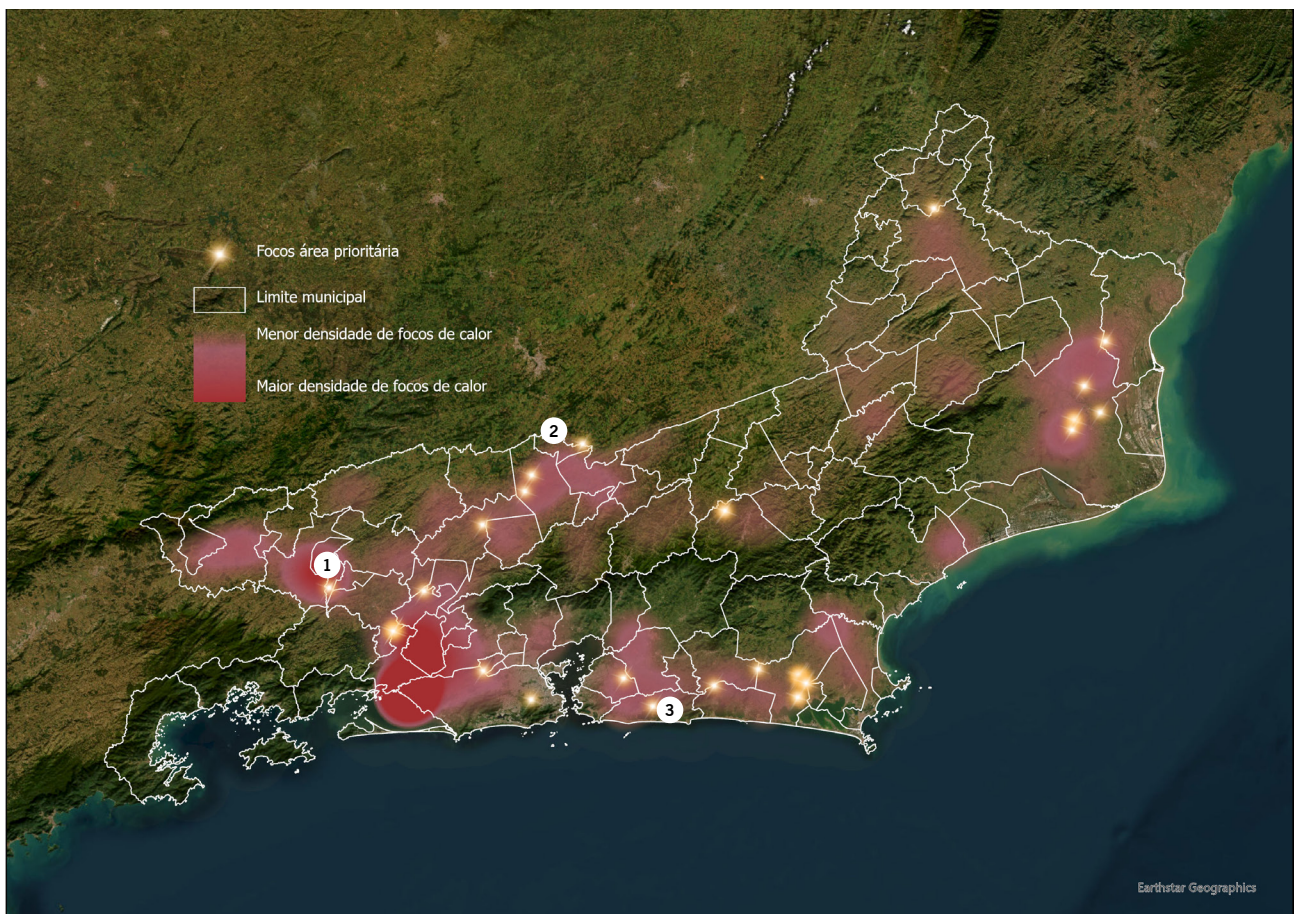 Focos área prioritária
Limite municipal
Menor densidade de focos de calor
Maior densidade de focos de calor
2
1
3
Earthstar Geographics